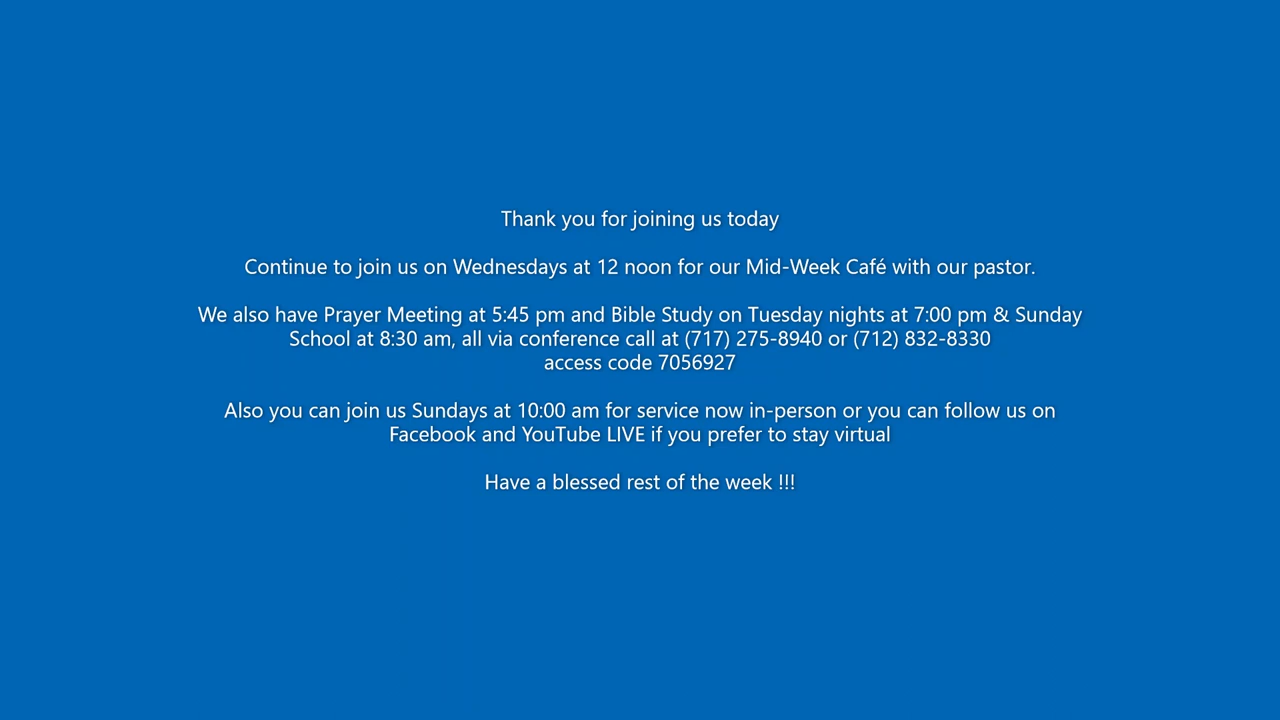 Thank you for joining us today
Continue to join us on Wednesdays at 12 noon for our Mid-Week Café with our pastor.
We also have Prayer Meeting at 5:45 pm and Bible Study on Tuesday nights at 7:00 pm & Sunday
School at 8:30 am, all via conference call at (717) 275-8940 or (712) 832-8330
access code 7056927
Also you can join us Sundays at 10:00 am for service now in-person or you can follow us on
Facebook and YouTube LIVE if you prefer to stay virtual
Have a blessed rest of the week !!!